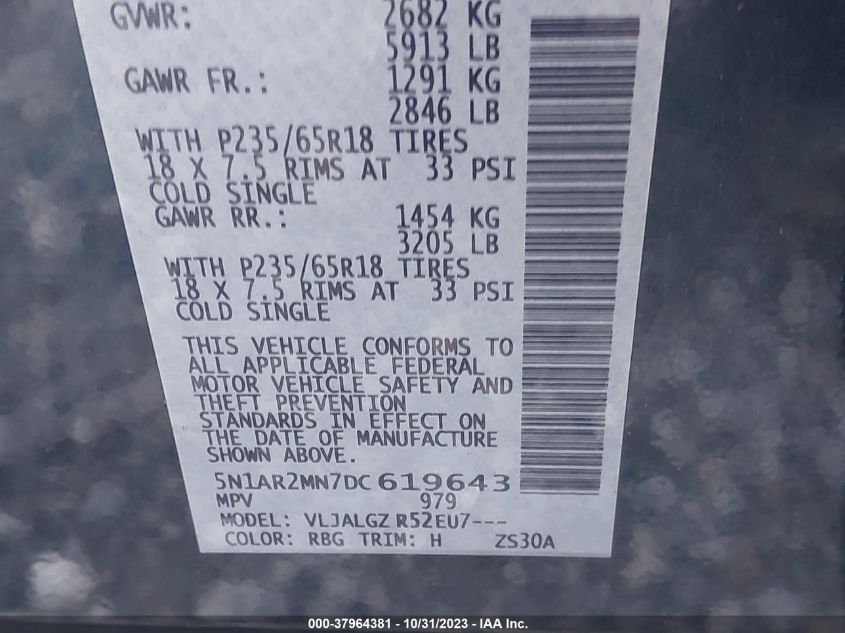 GVWR: 2682 KG
5913 LB
GAWR FR.: 1291 KG
2846 LB
WITH P235/65R18 TIRES
18 X 7.5 RIMS AT 33 PSI
COLD SINGLE
GAWR RR.: 1454 KG
3205 LB
WITH P235/65R18 TIRES
18 X 7.5 RIMS AT 33 PSI
COLD SINGLE
THIS VEHICLE CONFORMS TO
ALL APPLICABLE FEDERAL
MOTOR VEHICLE SAFETY AND
THEFT PREVENTION
STANDARDS IN EFFECT ON
THE DATE OF MANUFACTURE
SHOWN ABOVE.
5N1AR2MN7DC 619643
MPV 979
MODEL: VLJALGZ R52EU7---
COLOR: RBG TRIM: H ZS30A
000-37964381 - 10/31/2023 - IAA Inc.